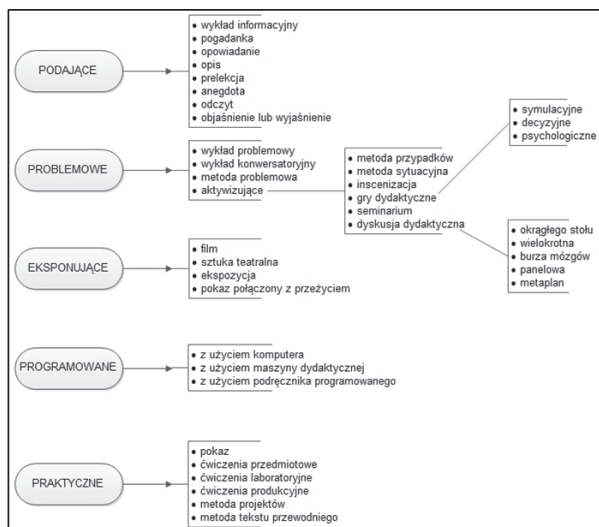 PODAJĄCE
• wykład informacyjny
• pogadanka
• opowiadanie
• opis
• prelekcja
• anegdota
• odczyt
• objaśnienie lub wyjaśnienie
PROBLEMOWE
• wykład problemowy
• wykład konwersatoryjny
• metoda problemowa
• aktywizujące
• metoda przypadków
• metoda sytuacyjna
• inscenizacja
• gry dydaktyczne
• seminarium
• dyskusja dydaktyczna
• symulacyjne
• decyzyjne
• psychologiczne
• okrągłego stołu
• wielokrotna
• burza mózgów
• panelowa
• metaplan
EKSPONUJĄCE
• film
• sztuka teatralna
• ekspozycja
• pokaz połączony z przeżyciem
PROGRAMOWANE
• z użyciem komputera
• z użyciem maszyny dydaktycznej
• z użyciem podręcznika programowanego
PRAKTYCZNE
• pokaz
• ćwiczenia przedmiotowe
• ćwiczenia laboratoryjne
• ćwiczenia produkcyjne
• metoda projektów
• metoda tekstu przewodniego